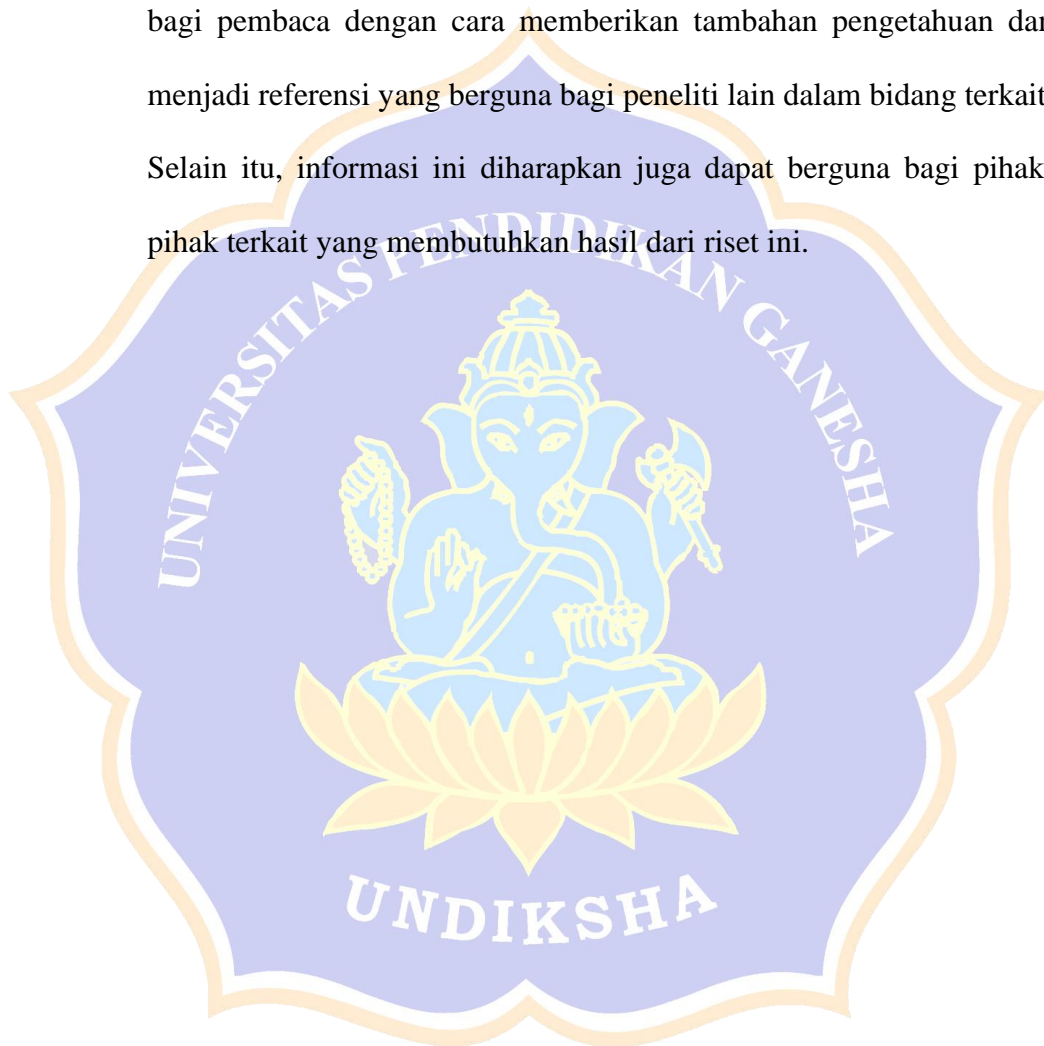 bagi pembaca dengan cara memberikan tambahan pengetahuan dan
menjadi referensi yang berguna bagi peneliti lain dalam bidang terkait
Selain itu, informasi ini diharapkan juga dapat berguna bagi pihak
pihak terkait yang membutuhkan hasil dari riset ini.
UNIVERSITAS PENDIDIKAN GANESHA
UNDIKSHA